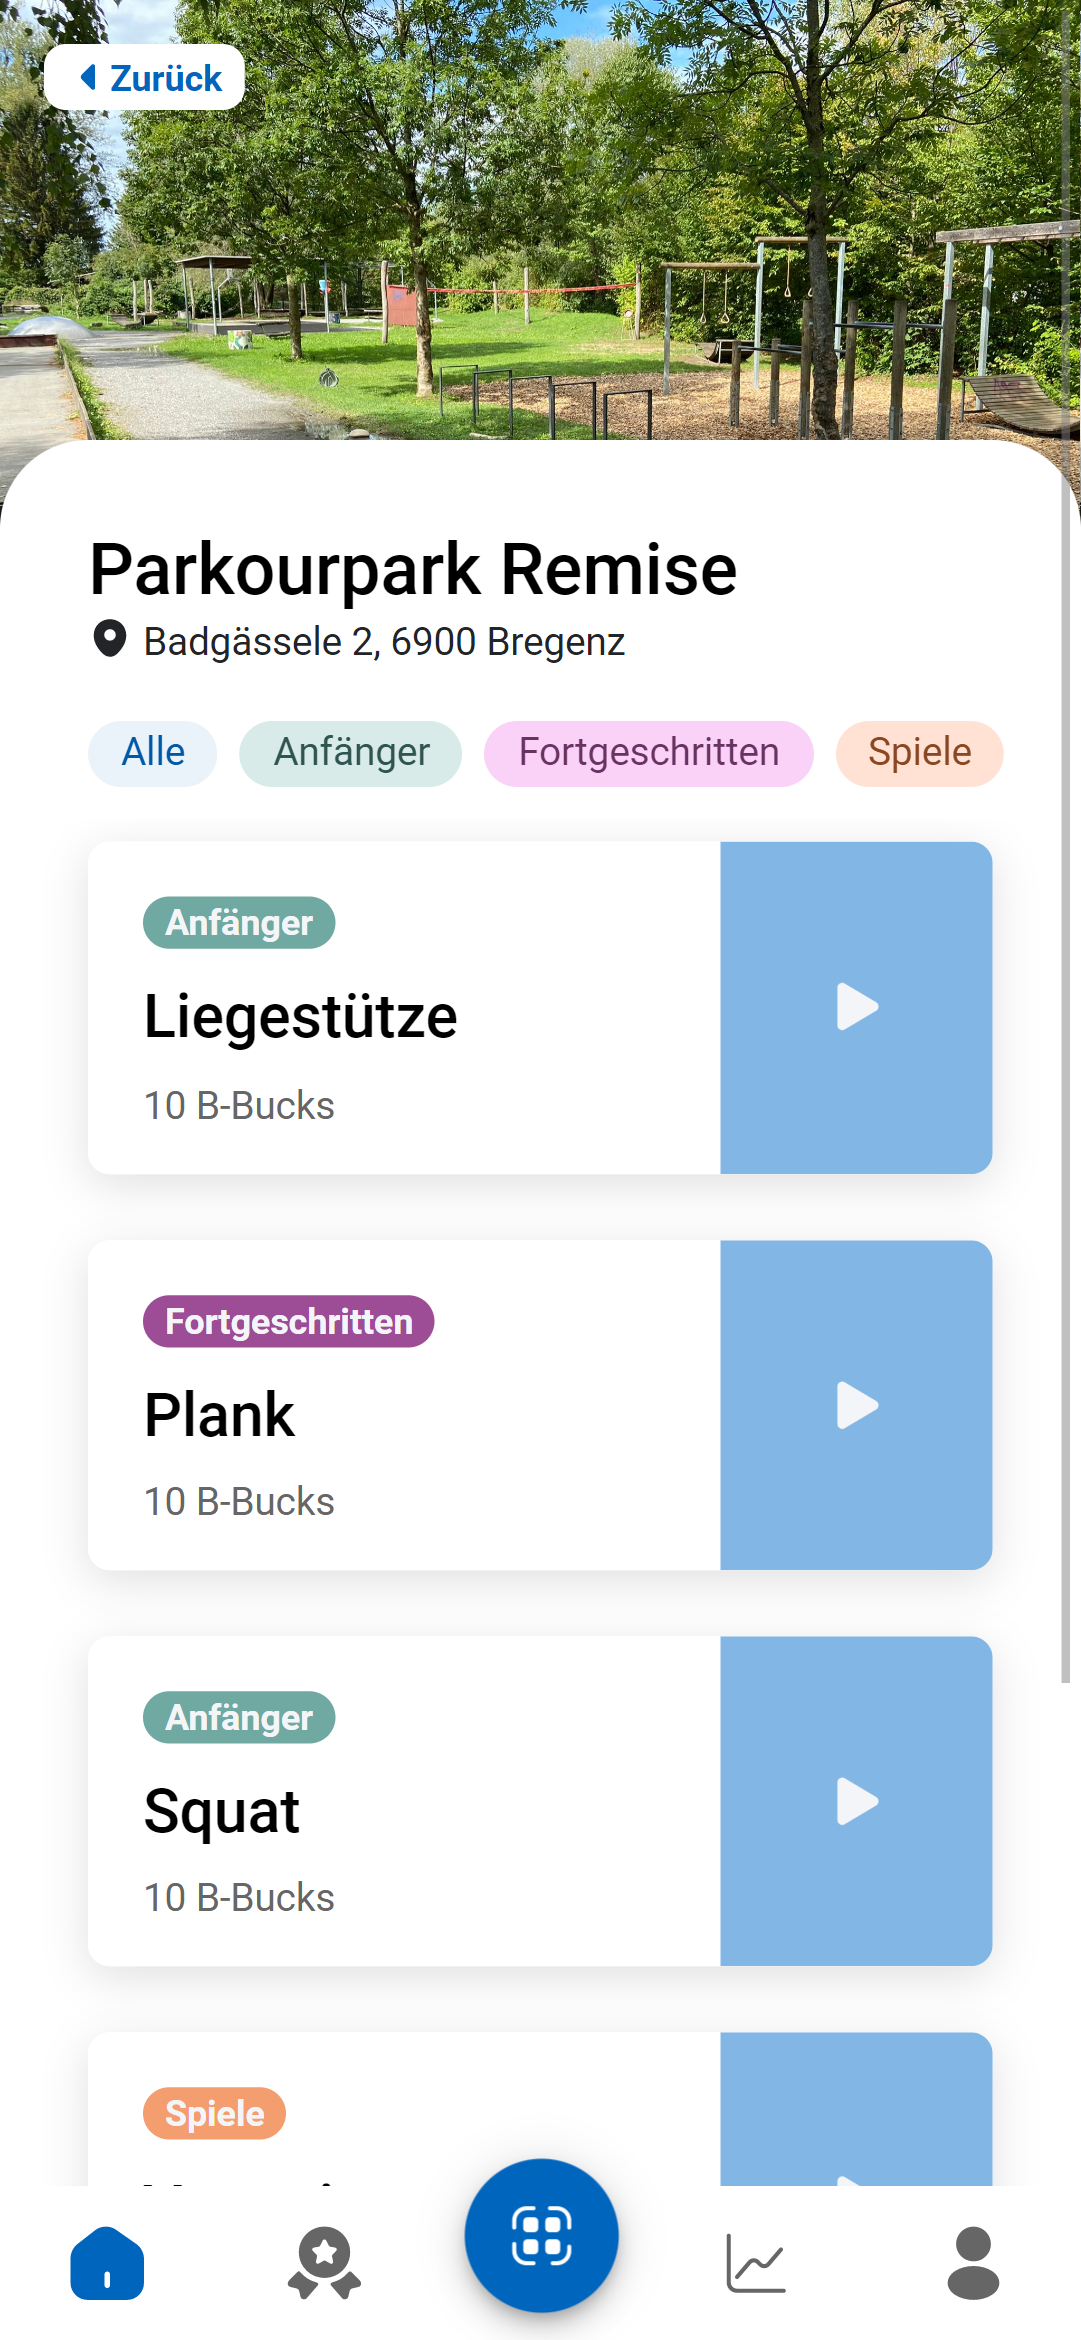 Zurück
Parkourpark Remise
Badgässele 2, 6900 Bregenz
Alle Anfänger Fortgeschritten Spiele
Anfänger
Liegestütze
10 B-Bucks
Fortgeschritten
Plank
10 B-Bucks
Anfänger
Squat
10 B-Bucks
Spiele